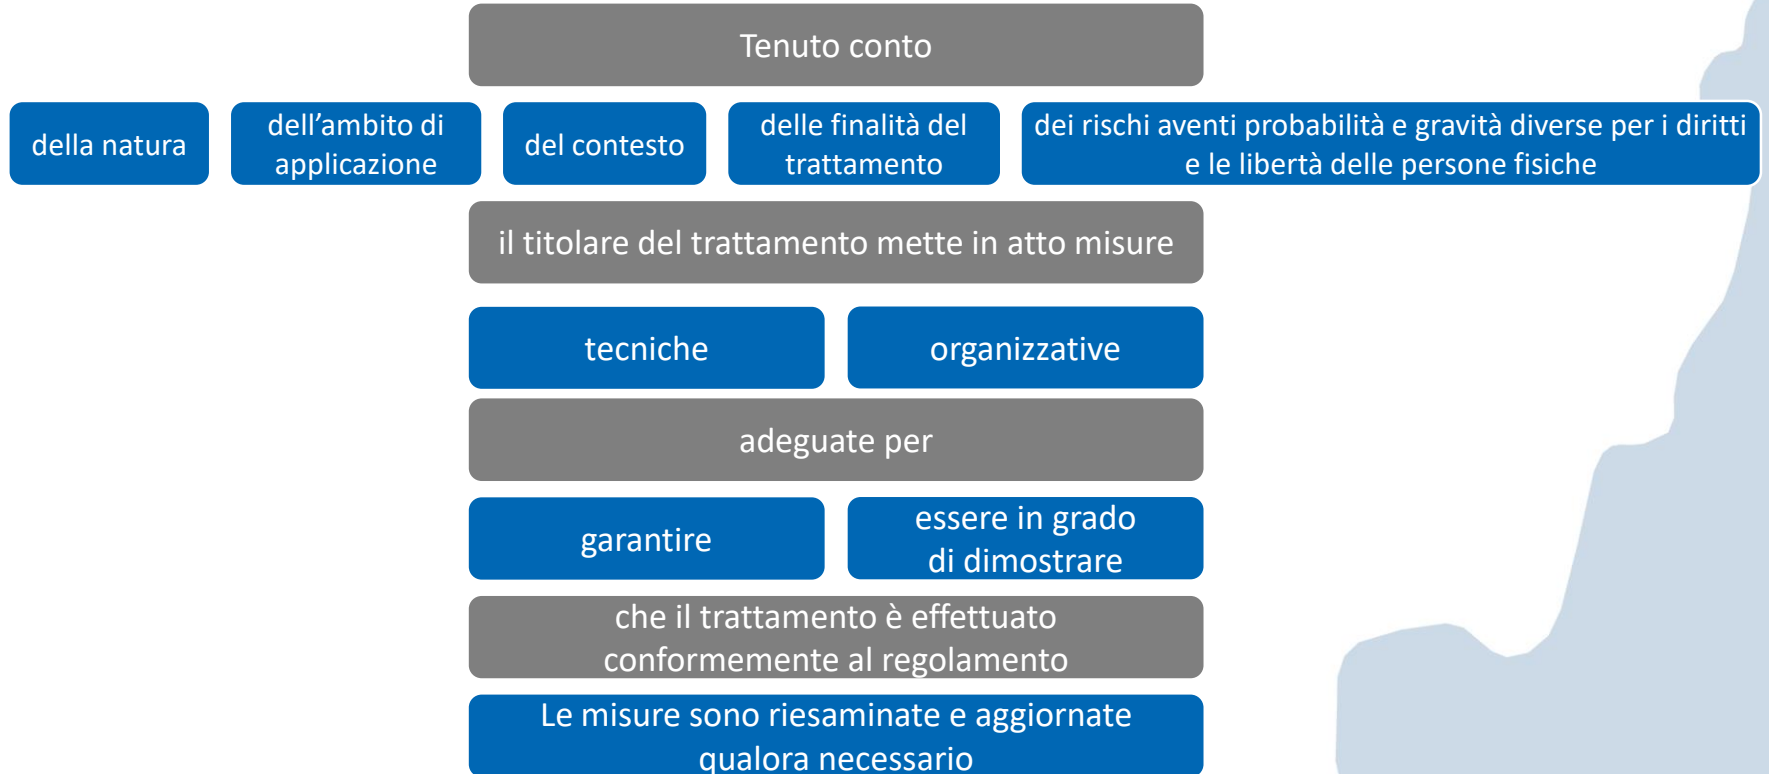 Tenuto conto
della natura
dell’ambito di
applicazione
del contesto
delle finalità del
trattamento
dei rischi aventi probabilità e gravità diverse per i diritti
e le libertà delle persone fisiche
il titolare del trattamento mette in atto misure
tecniche
organizzative
adeguate per
garantire
essere in grado
di dimostrare
che il trattamento è effettuato
conformemente al regolamento
Le misure sono riesaminate e aggiornate
qualora necessario